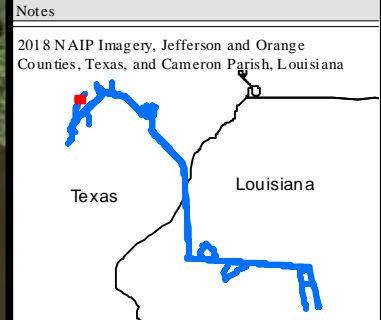 Notes
2018 NAIP Imagery, Jefferson and Orange
Counties, Texas, and Cameron Parish, Louisiana
Louisiana
Texas